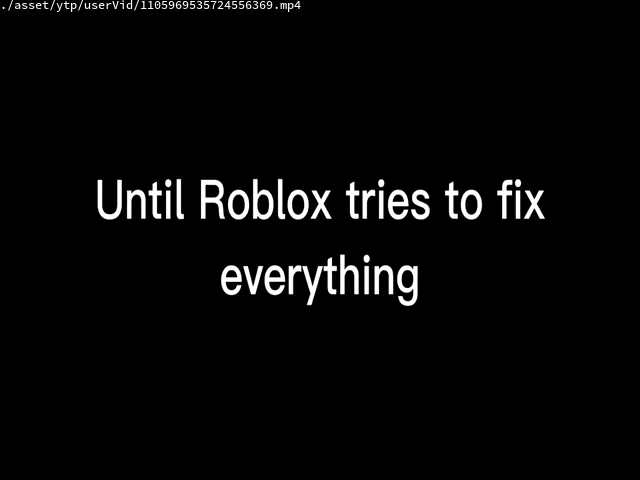 ./asset/ytp/userVid/1105969535724556369.mp4
Until Roblox tries to fix
everything